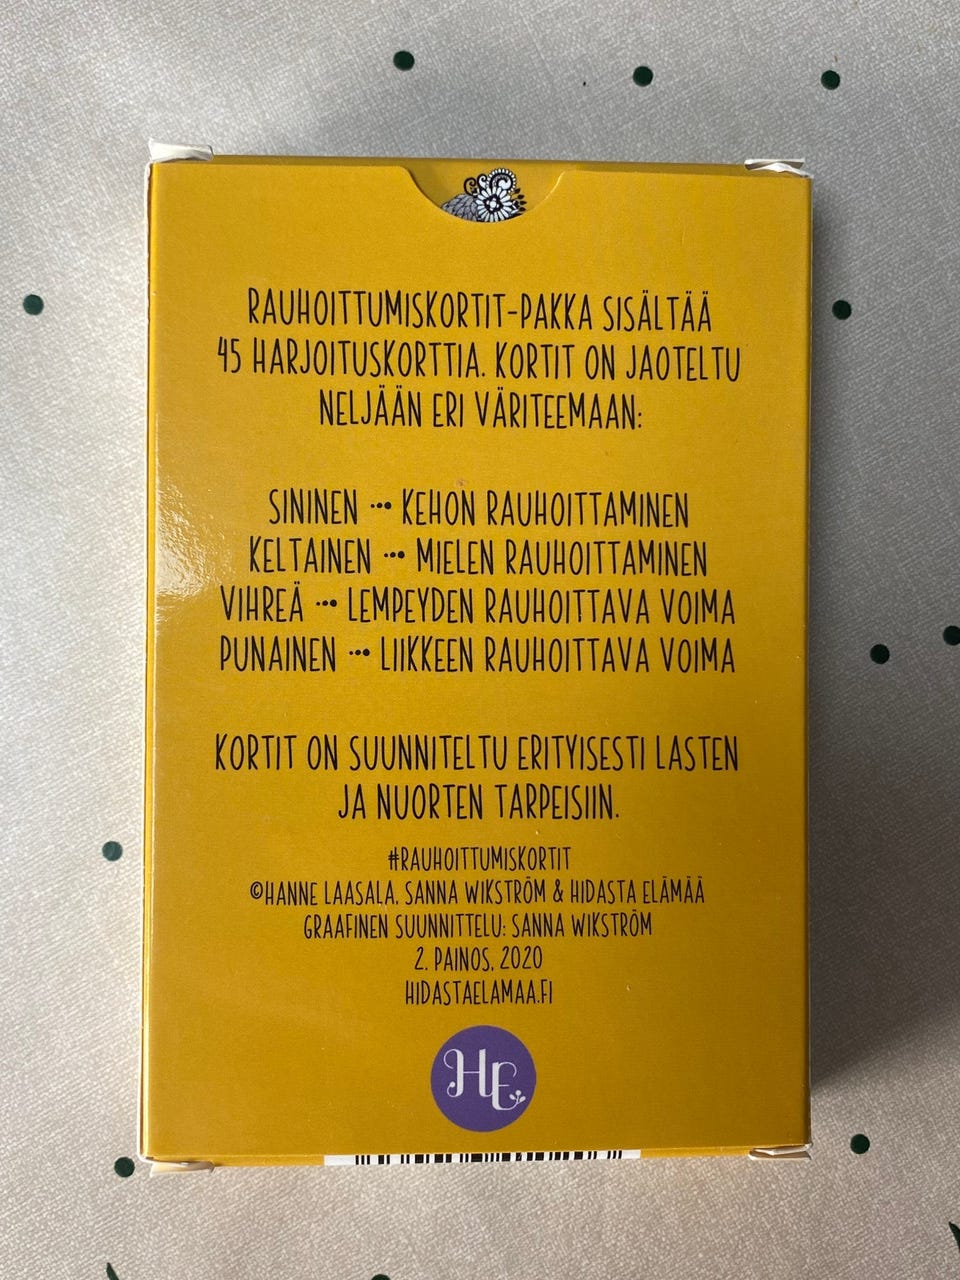 RAUHOITTUMISKORTIT-PAKKA SISÄLTÄÄ
45 HARJOITUSKORTTIA. KORTIT ON JAOTELTU
NELJÄÄN ERI VÄRITEEMAAN:
SININEN ••• KEHON RAUHOITTAMINEN
KELTAINEN ••• MIELEN RAUHOITTAMINEN
VIHREÄ ••• LEMPEYDEN RAUHOITTAVA VOIMA
PUNAINEN ••• LIIKKEEN RAUHOITTAVA VOIMA
KORTIT ON SUUNNITELTU ERITYISESTI LASTEN
JA NUORTEN TARPEISIIN.
#RAUHOITTUMISKORTIT
©HANNE LAASALA, SANNA WIKSTRÖM & HIDASTA ELÄMÄÄ
GRAAFINEN SUUNNITTELU: SANNA WIKSTRÖM
2. PAINOS, 2020
HIDASTAELAMAA.FI
HE